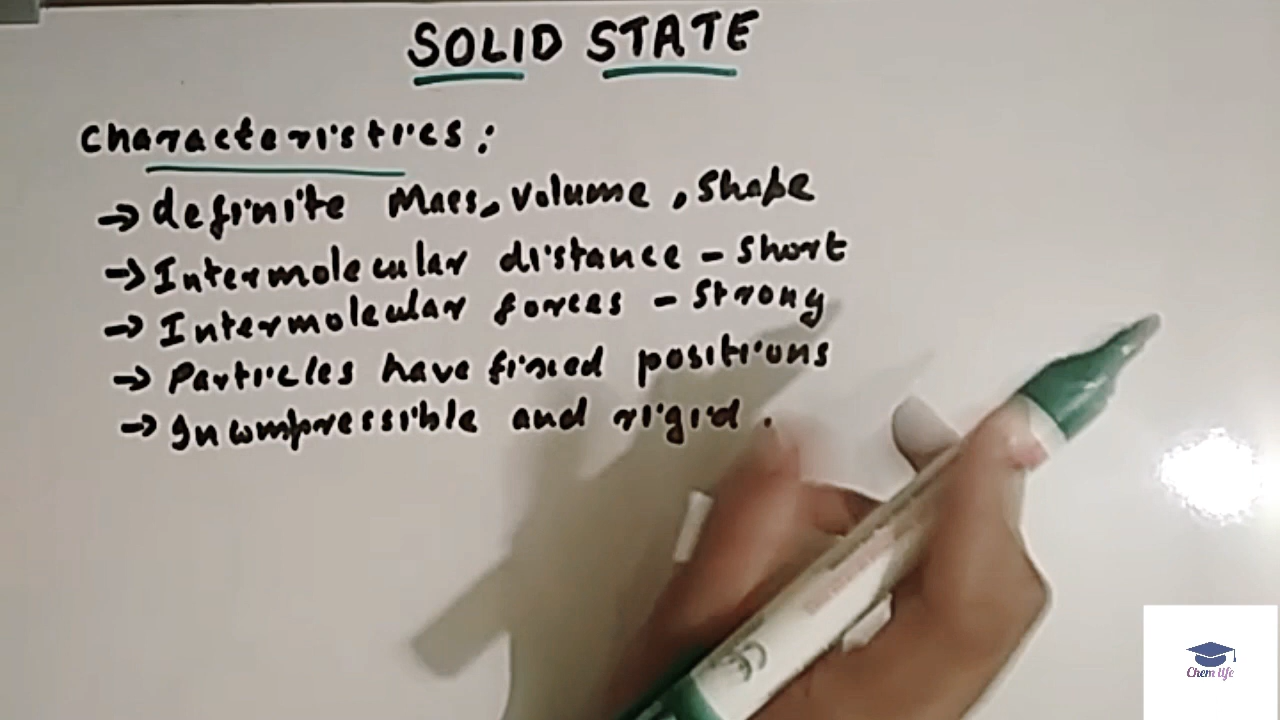 SOLID STATE
Characteristics:
→ definite Mass, volume, shape
→ Intermolecular distance - short
→ Intermolecular forces - strong
→ Particles have fixed positions
→ Incompressible and rigid.
CE
Chem life